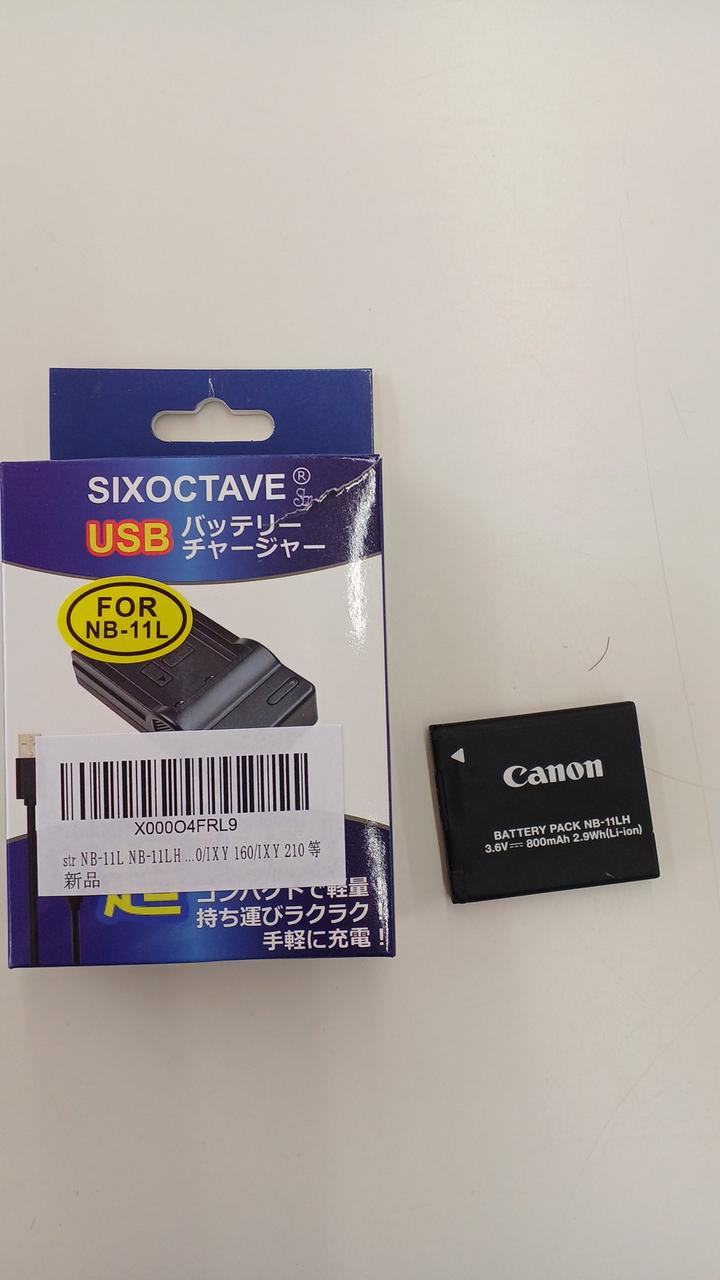 SIXOCTAVE®
USB バッテリー
チャージャー
FOR
NB-11L
X000O4FRL9
str NB-11L NB-11LH ...0/IXY 160/IXY 210 等
新品
超
コンパクトで軽量
持ち運びラクラク!
手軽に充電!
Canon
BATTERY PACK NB-11LH
3.6V⎓ 800mAh 2.9Wh(Li-ion)